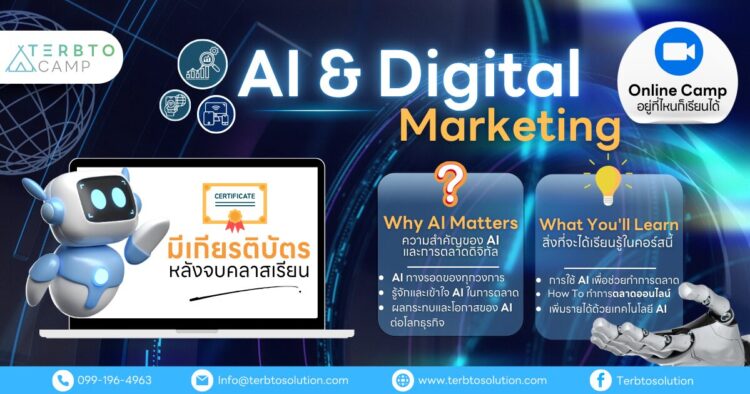 TERBTO
CAMP
AI & Digital
Marketing
Online Camp
อยู่ที่ไหนก็เรียนได้
CERTIFICATE
มีเกียรติบัตร
หลังจบคลาสเรียน
Why AI Matters
ความสำคัญของ AI
และการตลาดดิจิทัล
• AI ทางรอดของทุกวงการ
• รู้จักและเข้าใจ AI ในการตลาด
• ผลกระทบและโอกาสของ AI
ต่อโลกธุรกิจ
What You'll Learn
สิ่งที่จะได้เรียนรู้ในคอร์สนี้
• การใช้ AI เพื่อช่วยทำการตลาด
• How To ทำการตลาดออนไลน์
• เพิ่มรายได้ด้วยเทคโนโลยี AI
099-196-4963
Info@terbtosolution.com
www.terbtosolution.com
Terbtosolution